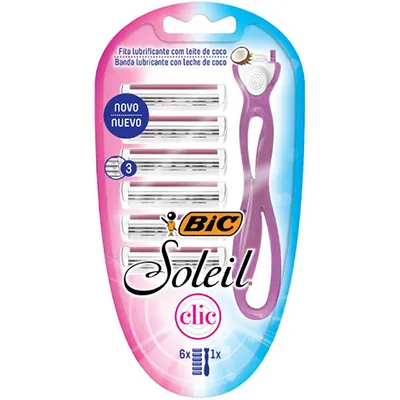 Fita lubrificante com leite de coco
Banda lubricante con leche de coco
NOVO
NUEVO
3
BiC
Soleil
clic
6x 1x